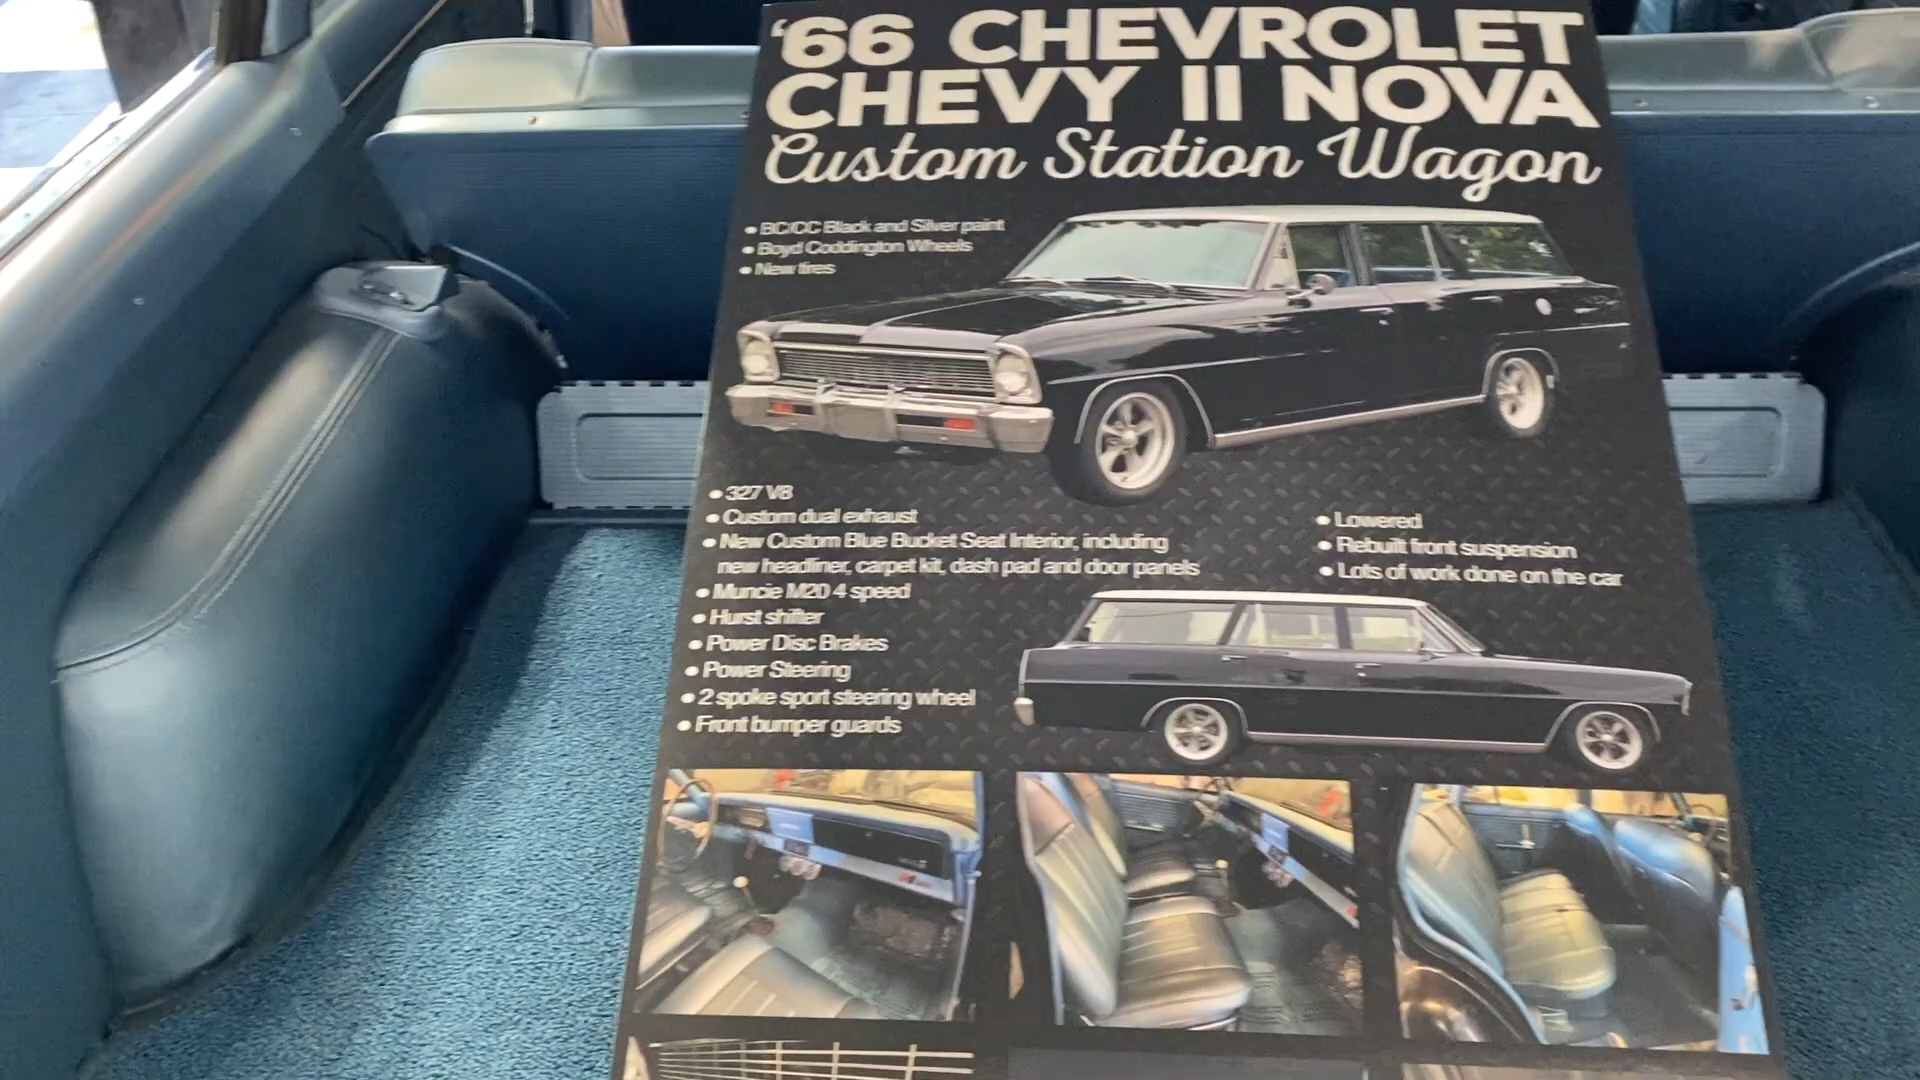 '66 CHEVROLET
CHEVY II NOVA
Custom Station Wagon
• BC/CC Black and Silver paint
• Boyd Coddington Wheels
• New tires
• 327 V8
• Custom dual exhaust
• New Custom Blue Bucket Seat Interior, including
new headliner, carpet kit, dash pad and door panels
• Muncie M20 4 speed
• Hurst shifter
• Power Disc Brakes
• Power Steering
• 2 spoke sport steering wheel
• Front bumper guards
• Lowered
• Rebuilt front suspension
• Lots of work done on the car